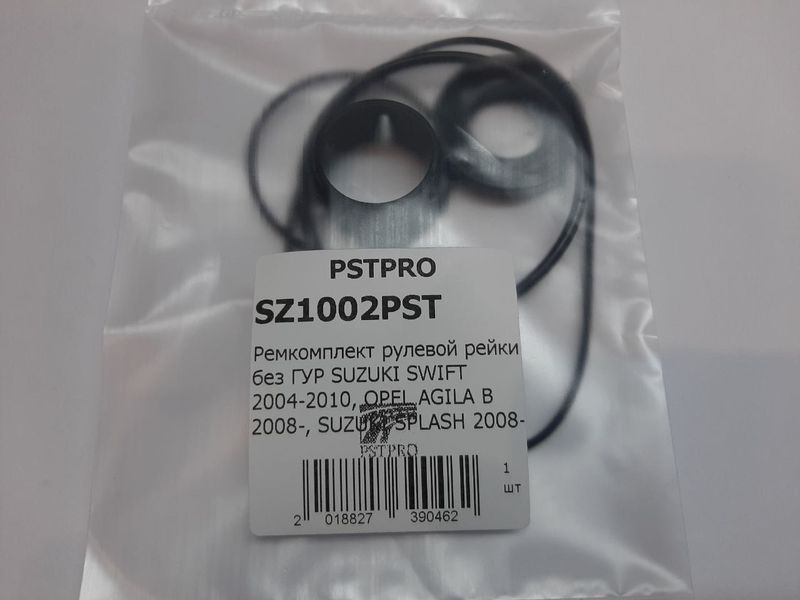 PSTPRO
SZ1002PST
Ремкомплект рулевой рейки
без ГУР SUZUKI SWIFT
2004-2010, OPEL AGILA B
2008-, SUZUKI SPLASH 2008-
PSTPRO
1
шт
2 018827 390462